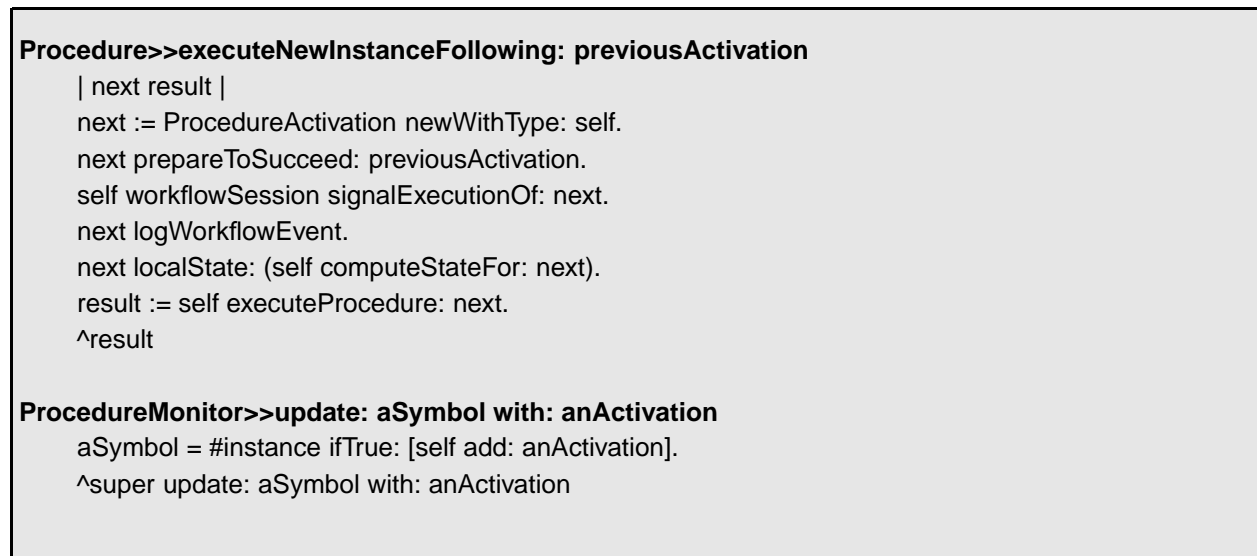 Procedure>>executeNewInstanceFollowing: previousActivation
| next result |
next := ProcedureActivation newWithType: self.
next prepareToSucceed: previousActivation.
self workflowSession signalExecutionOf: next.
next logWorkflowEvent.
next localState: (self computeStateFor: next).
result := self executeProcedure: next.
^result
ProcedureMonitor>>update: aSymbol with: anActivation
aSymbol = #instance ifTrue: [self add: anActivation].
^super update: aSymbol with: anActivation